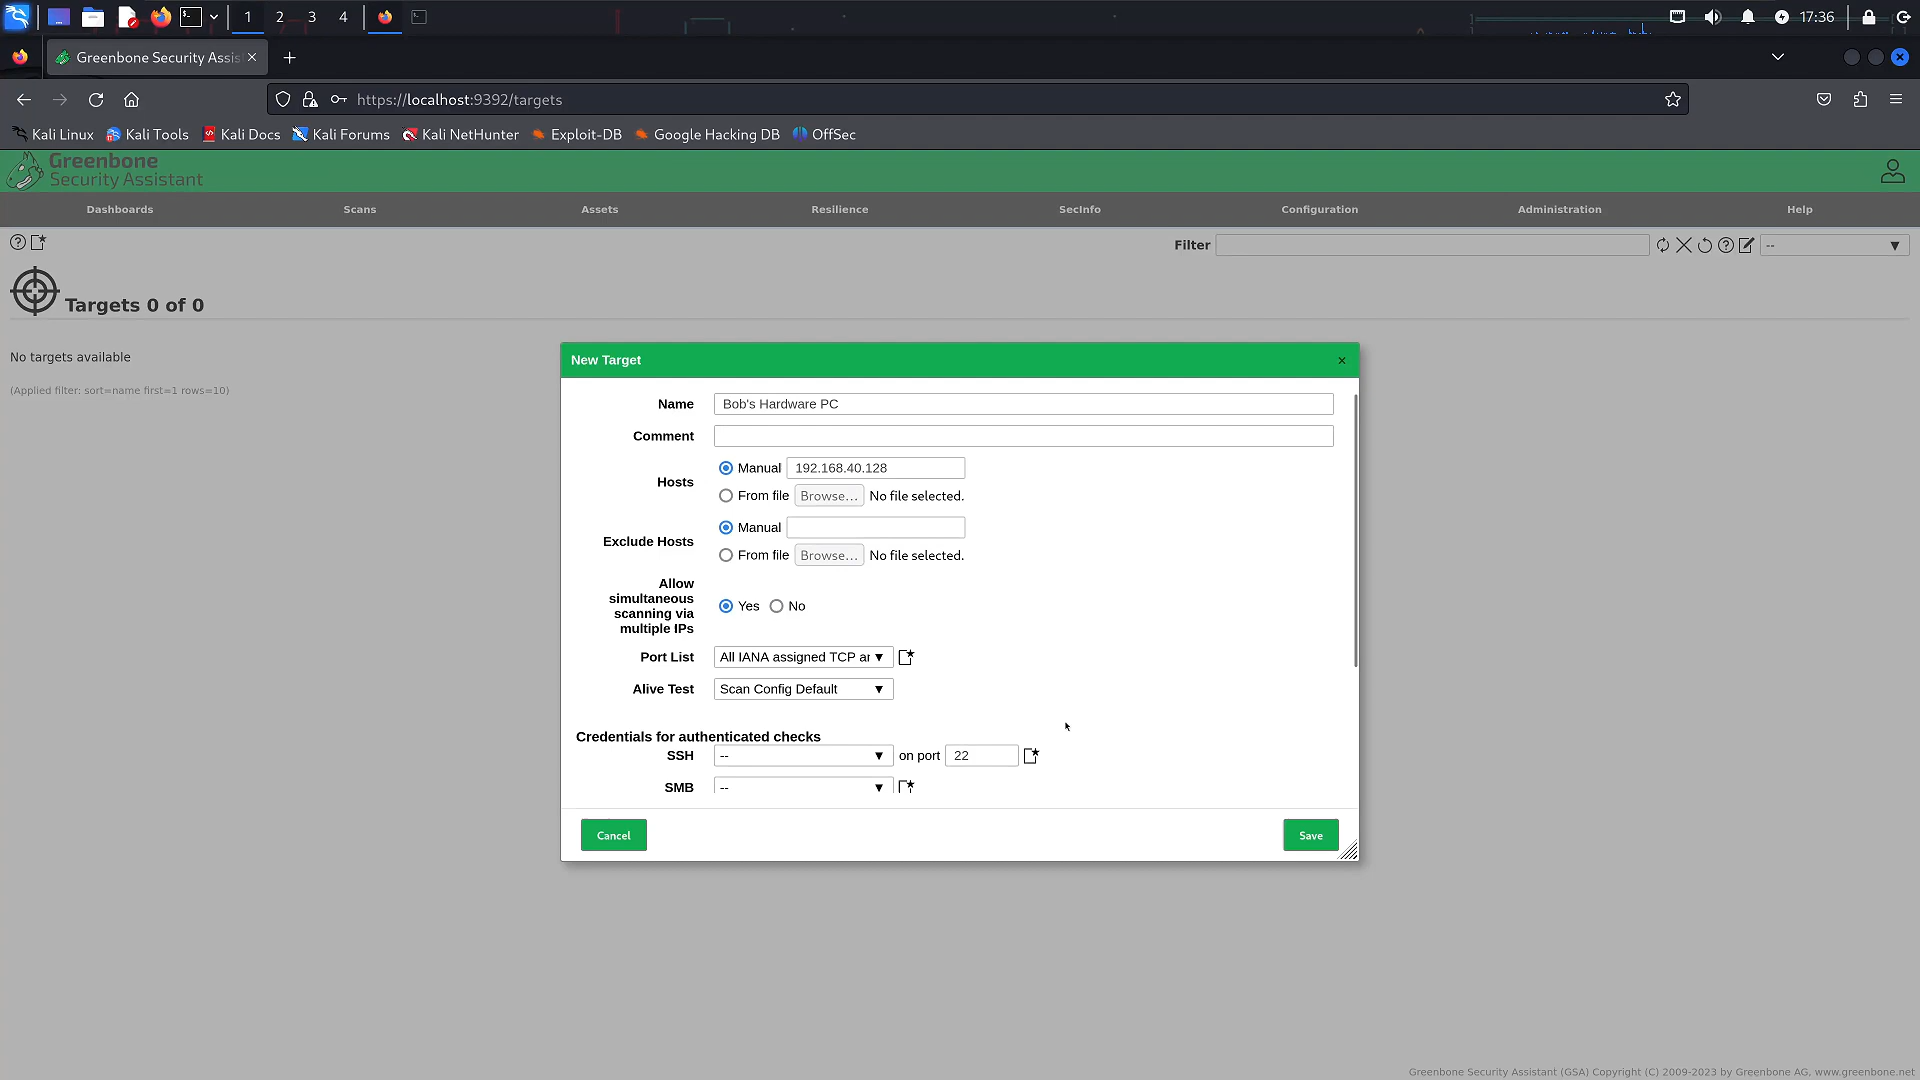 1 2 3 4 17:36
Greenbone Security Assis
https://localhost:9392/targets
Kali Linux Kali Tools Kali Docs Kali Forums Kali NetHunter Exploit-DB Google Hacking DB OffSec
Greenbone
Security Assistant
Dashboards Scans Assets Resilience SecInfo Configuration Administration Help
Filter --
Targets 0 of 0
No targets available
(Applied filter: sort=name first=1 rows=10)
New Target
Name Bob's Hardware PC
Comment
Hosts
Manual 192.168.40.128
From file Browse... No file selected.
Exclude Hosts
Manual
From file Browse... No file selected.
Allow
simultaneous
scanning via
multiple IPs
Yes No
Port List All IANA assigned TCP ar
Alive Test Scan Config Default
Credentials for authenticated checks
SSH -- on port 22
SMB --
Cancel Save
Greenbone Security Assistant (GSA) Copyright (C) 2009-2023 by Greenbone AG, www.greenbone.net